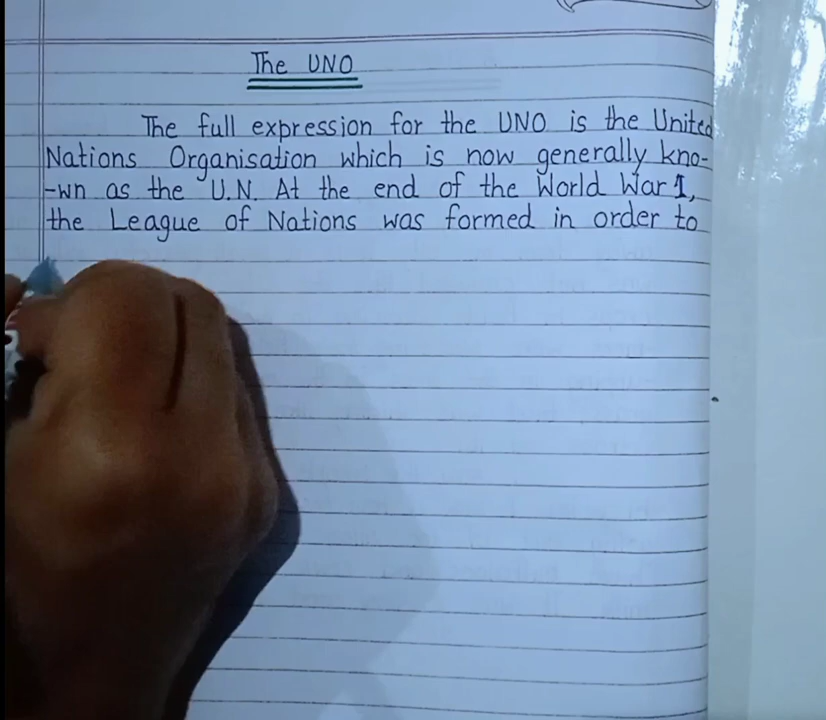 The UNO
The full expression for the UNO is the United
Nations Organisation which is now generally kno-
-wn as the U.N. At the end of the World War I,
the League of Nations was formed in order to